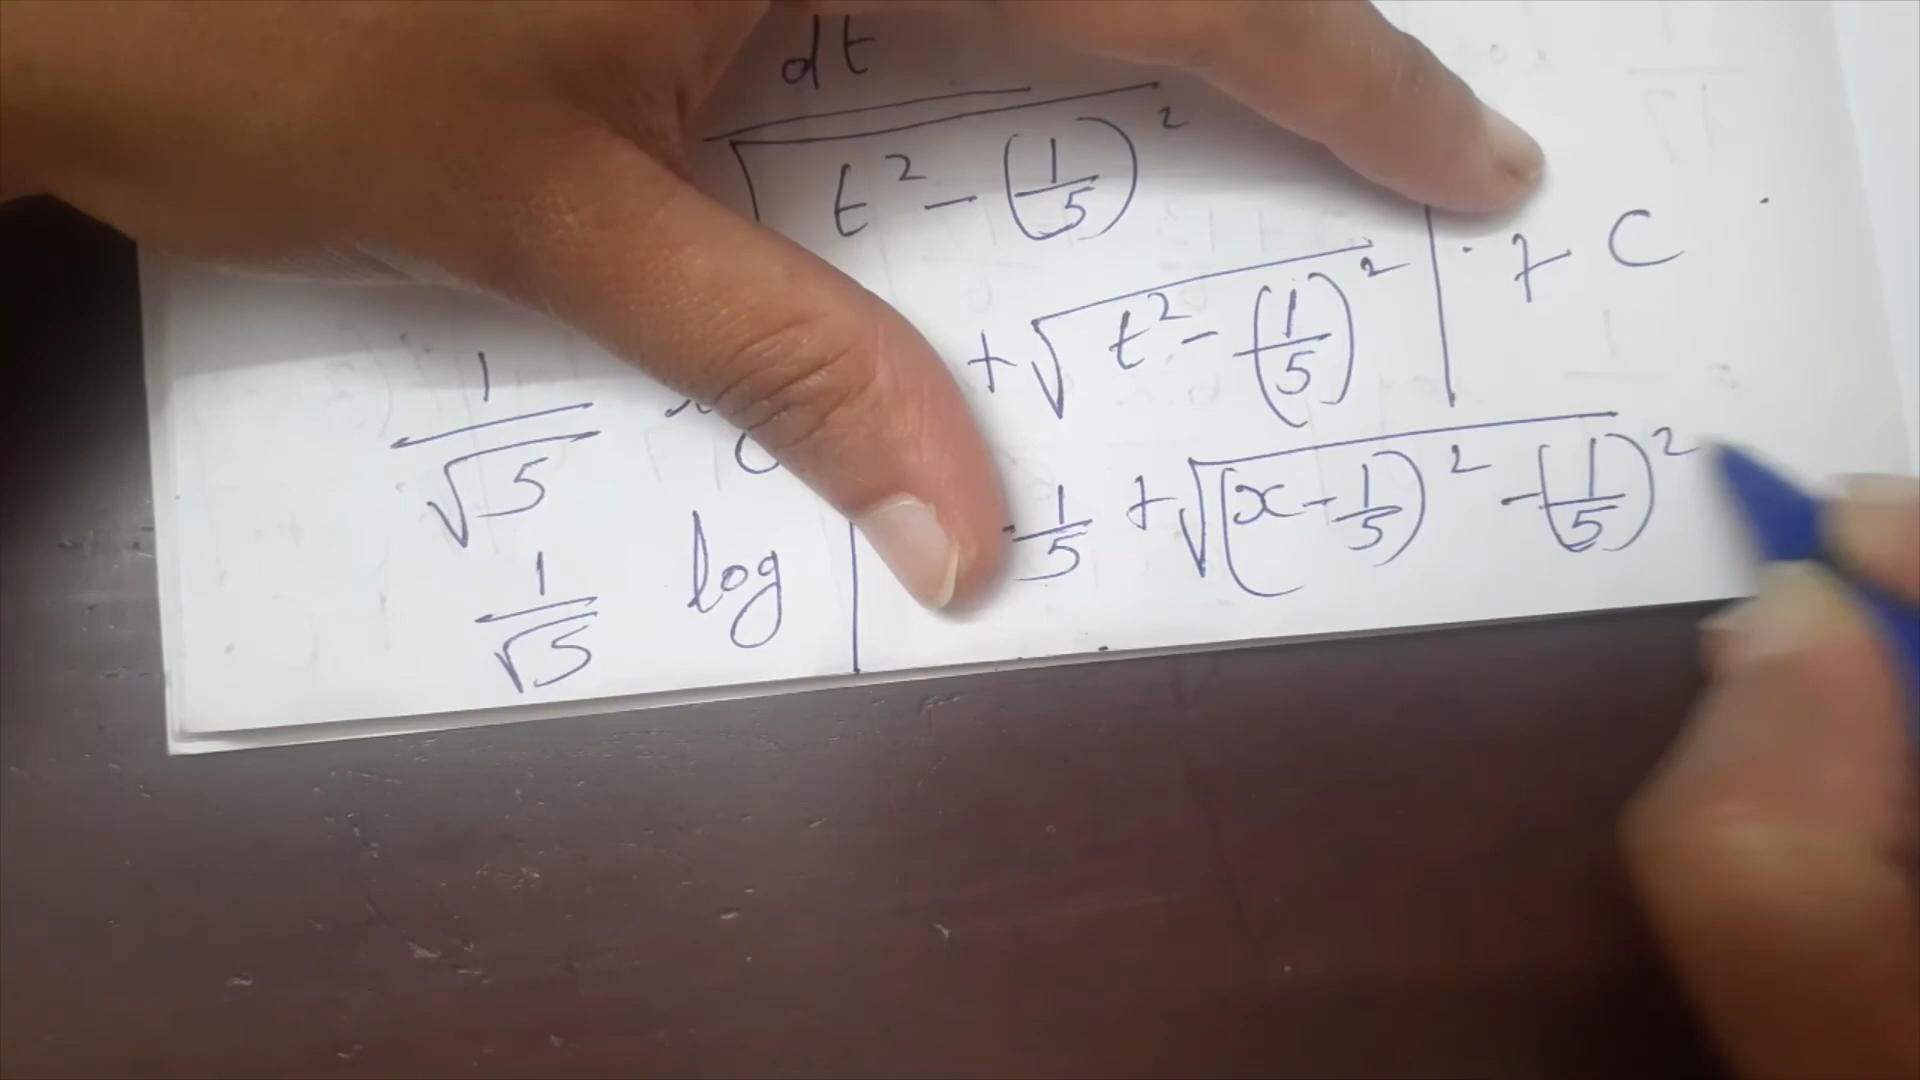 dt
√ t² - (1/5)²
1/√5 + √ t² - (1/5)² | + C
1/√5 log | - 1/5 + √ (x - 1/5)² - (1/5)²